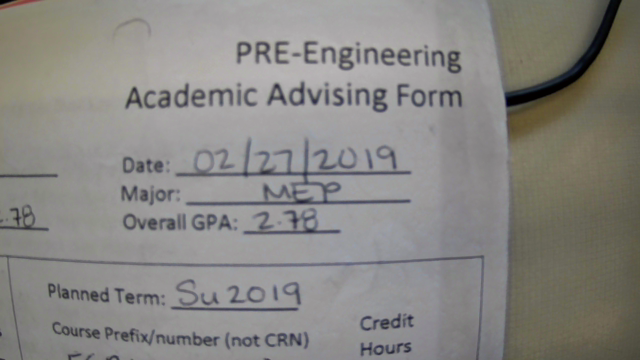 PRE-Engineering
Academic Advising Form
Date: 02/27/2019
Major: MEP
.78 Overall GPA: 2.78
Planned Term: Su 2019
Course Prefix/number (not CRN) Credit
Hours